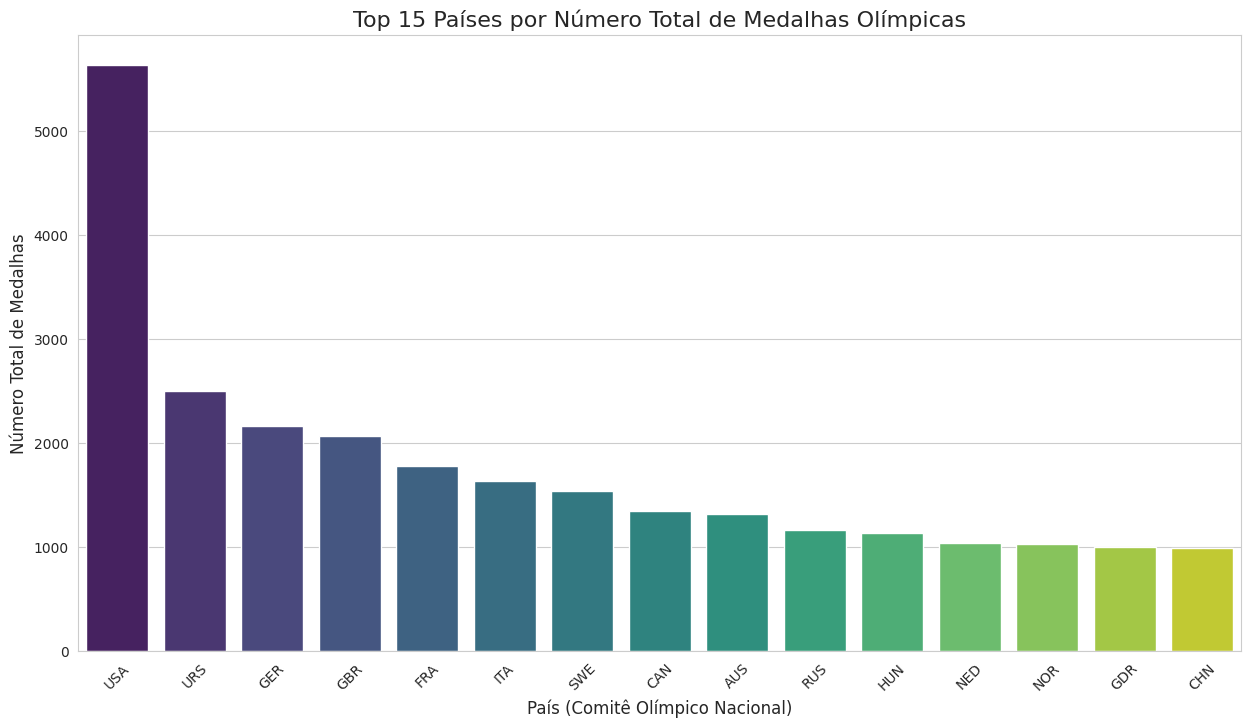 Top 15 Países por Número Total de Medalhas Olímpicas
Número Total de Medalhas
5000
4000
3000
2000
1000
0
USA URS GER GBR FRA ITA SWE CAN AUS RUS HUN NED NOR GDR CHN
País (Comitê Olímpico Nacional)